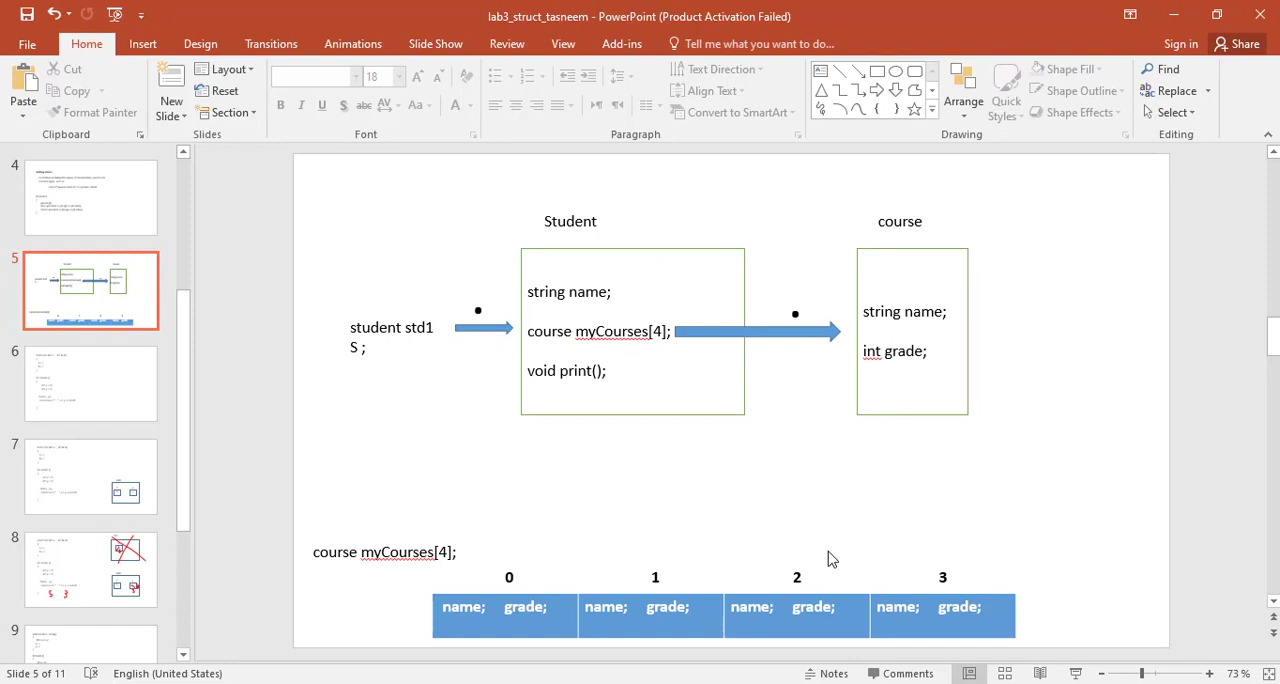 lab3_struct_tasneem - PowerPoint (Product Activation Failed)
File Home Insert Design Transitions Animations Slide Show Review View Add-ins Tell me what you want to do... Sign in Share
Paste
Cut
Copy
Format Painter
Clipboard
New Slide
Layout
Reset
Section
Slides
18
B I U S abc AV Aa A
Font
Text Direction
Align Text
Convert to SmartArt
Paragraph
Arrange
Quick Styles
Shape Fill
Shape Outline
Shape Effects
Drawing
Find
Replace
Select
Editing
4
5
6
7
8
9
Student course
string name;
course myCourses[4];
void print();
student std1
S ;
string name;
int grade;
course myCourses[4];
0 1 2 3
name; grade; name; grade; name; grade; name; grade;
Slide 5 of 11 English (United States) Notes Comments 73 %